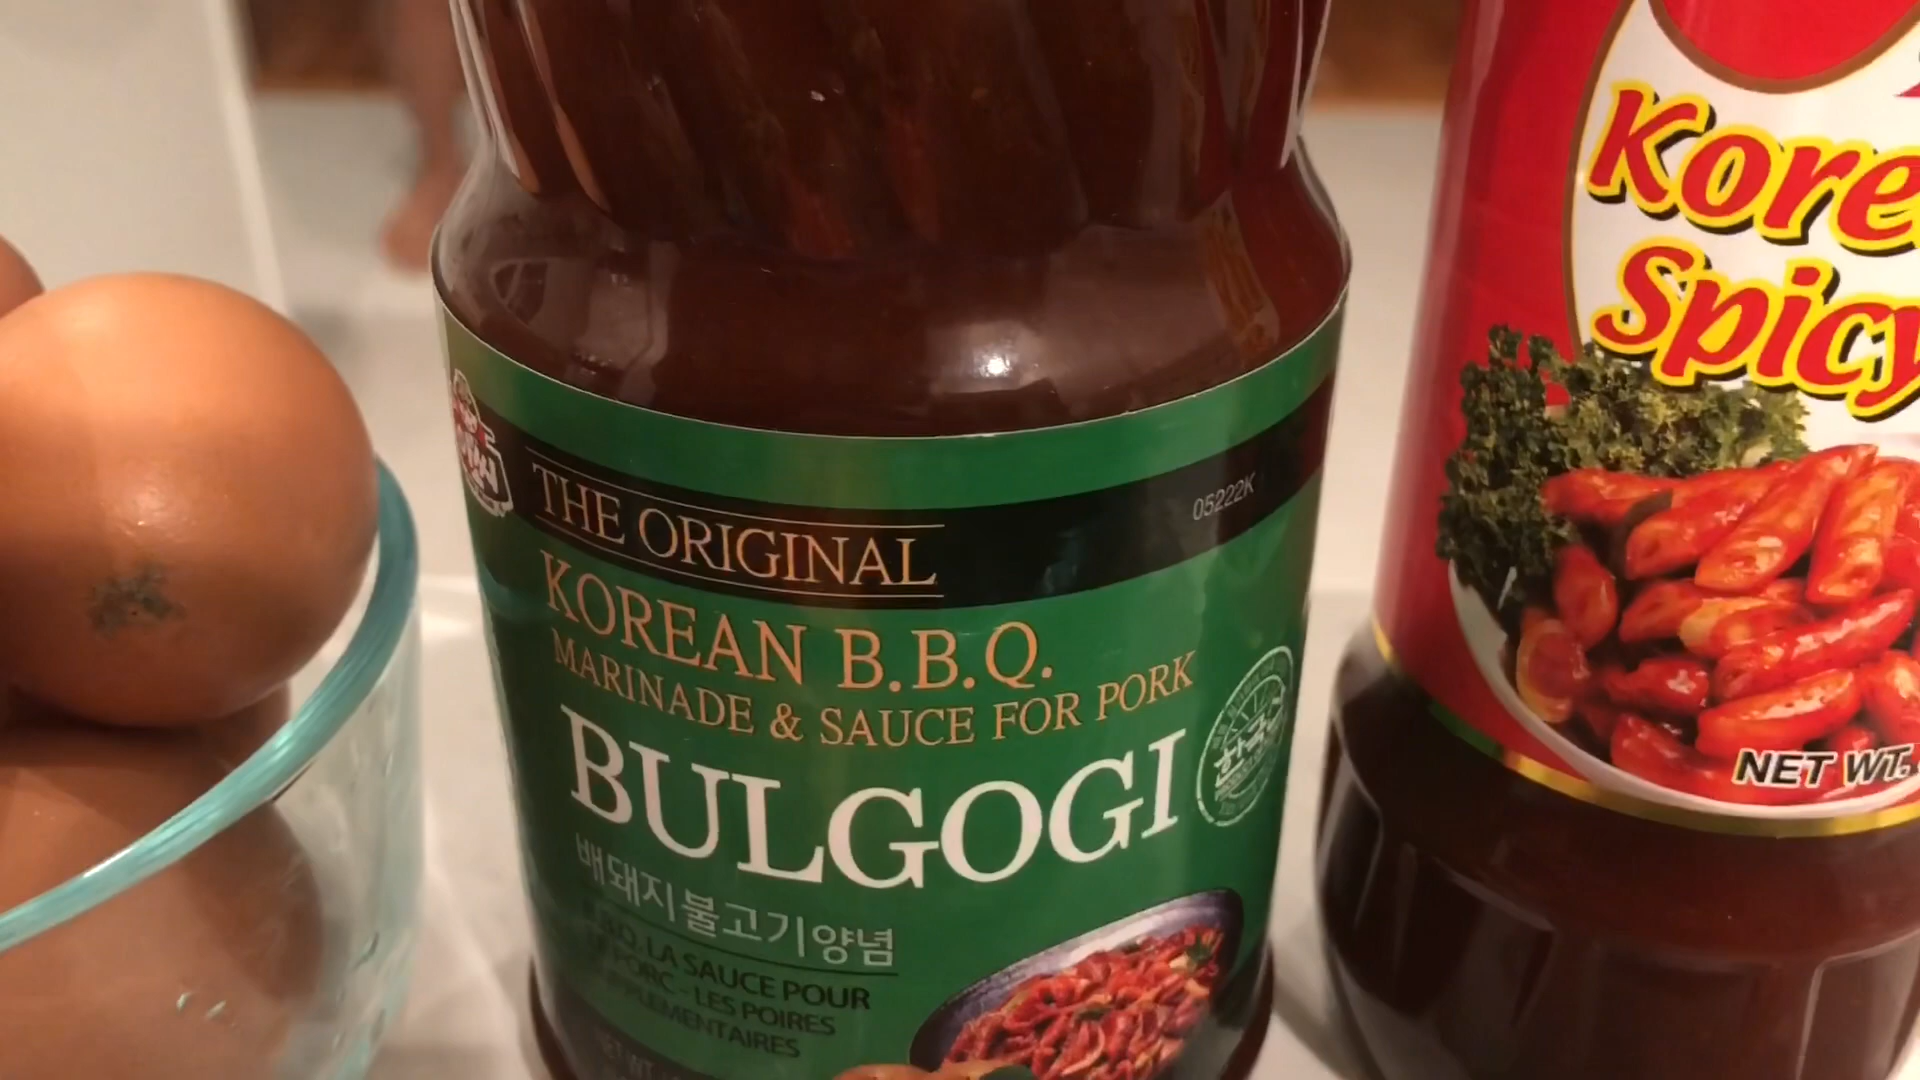 THE ORIGINAL
05222K
KOREAN B.B.Q.
MARINADE & SAUCE FOR PORK
BULGOGI
배돼지불고기양념
LA SAUCE POUR
PORC - LES POIRES
Kore
Spicy
NET WT.